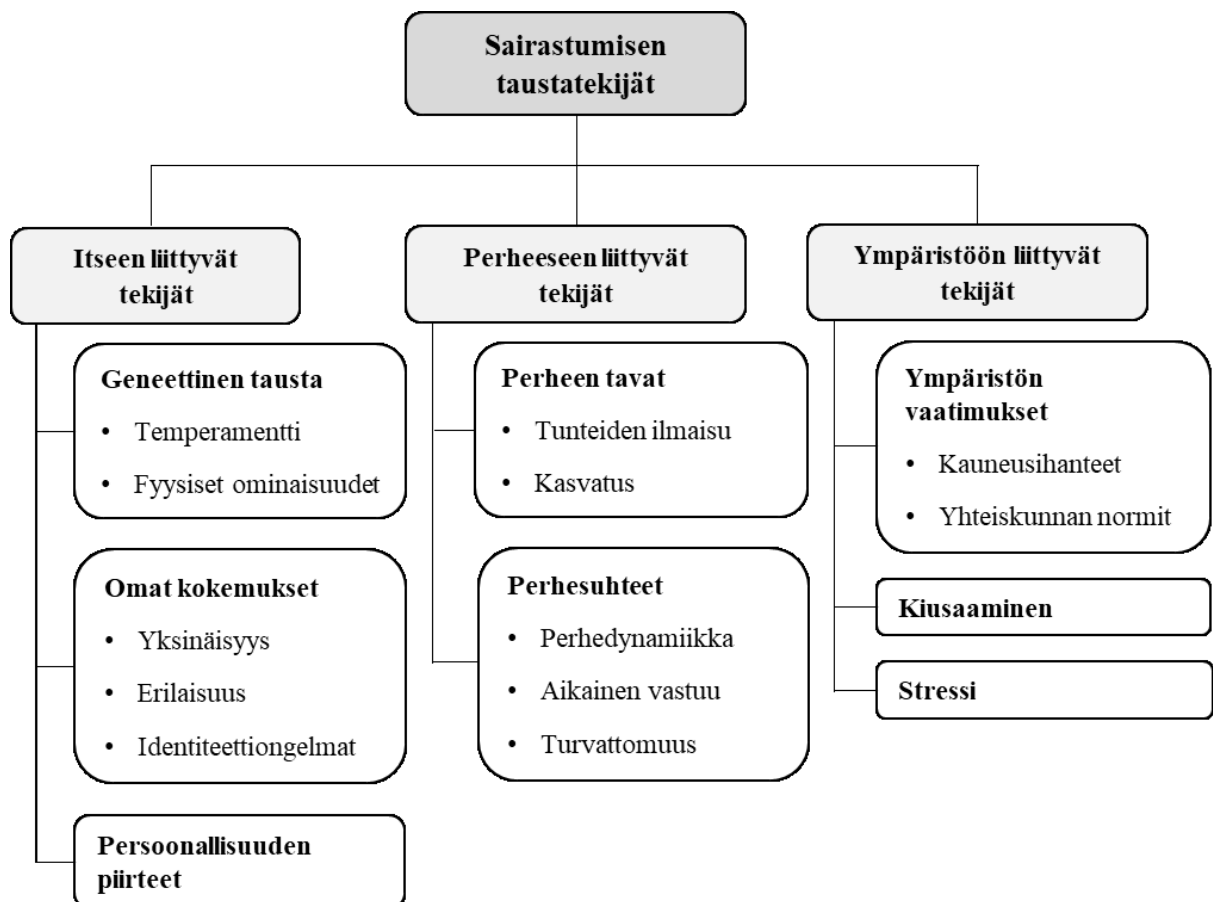 Sairastumisen
taustatekijät
Itseen liittyvät
tekijät
Geneettinen tausta
• Temperamentti
• Fyysiset ominaisuudet
Omat kokemukset
• Yksinäisyys
• Erilaisuus
• Identiteettiongelmat
Persoonallisuuden
piirteet
Perheeseen liittyvät
tekijät
Perheen tavat
• Tunteiden ilmaisu
• Kasvatus
Perhesuhteet
• Perhedynamiikka
• Aikainen vastuu
• Turvattomuus
Ympäristöön liittyvät
tekijät
Ympäristön
vaatimukset
• Kauneusihanteet
• Yhteiskunnan normit
Kiusaaminen
Stressi